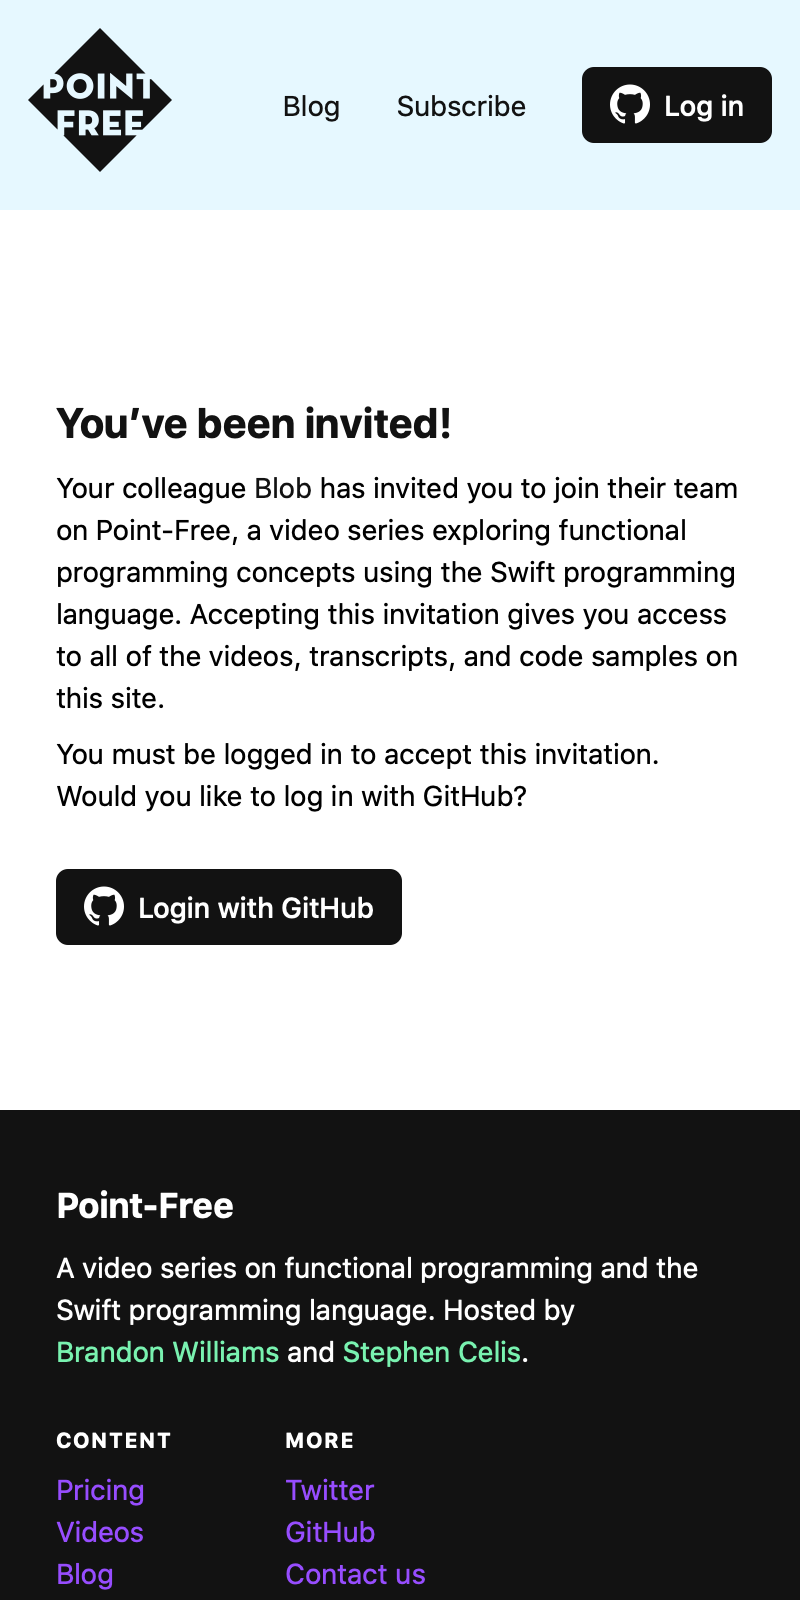 POINT
FREE
Blog
Subscribe
Log in
You’ve been invited!
Your colleague Blob has invited you to join their team
on Point-Free, a video series exploring functional
programming concepts using the Swift programming
language. Accepting this invitation gives you access
to all of the videos, transcripts, and code samples on
this site.
You must be logged in to accept this invitation.
Would you like to log in with GitHub?
Login with GitHub
Point-Free
A video series on functional programming and the
Swift programming language. Hosted by
Brandon Williams and Stephen Celis.
CONTENT
Pricing
Videos
Blog
MORE
Twitter
GitHub
Contact us